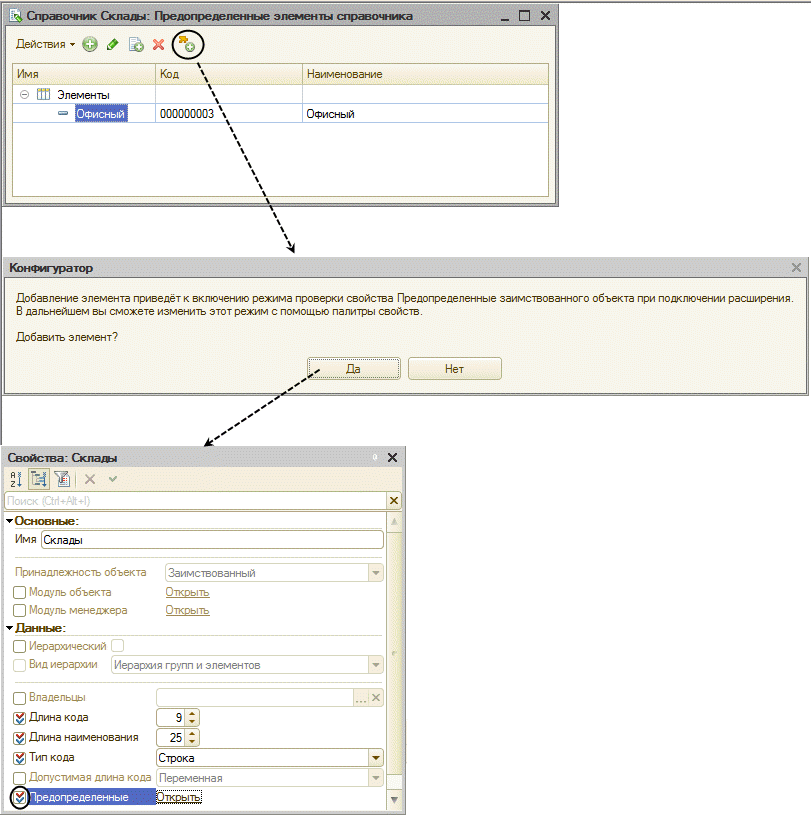 Справочник Склады: Предопределенные элементы справочника
Действия
Имя Код Наименование
Элементы
Офисный 000000003 Офисный
Конфигуратор
Добавление элемента приведёт к включению режима проверки свойства Предопределенные заимствованного объекта при подключении расширения.
В дальнейшем вы сможете изменить этот режим с помощью палитры свойств.
Добавить элемент?
Да Нет
Свойства: Склады
Поиск (Ctrl+Alt+I)
Основные:
Имя Склады
Принадлежность объекта Заимствованный
Модуль объекта Открыть
Модуль менеджера Открыть
Данные:
Иерархический
Вид иерархии Иерархия групп и элементов
Владельцы ...
Длина кода 9
Длина наименования 25
Тип кода Строка
Допустимая длина кода Переменная
Предопределенные Открыть